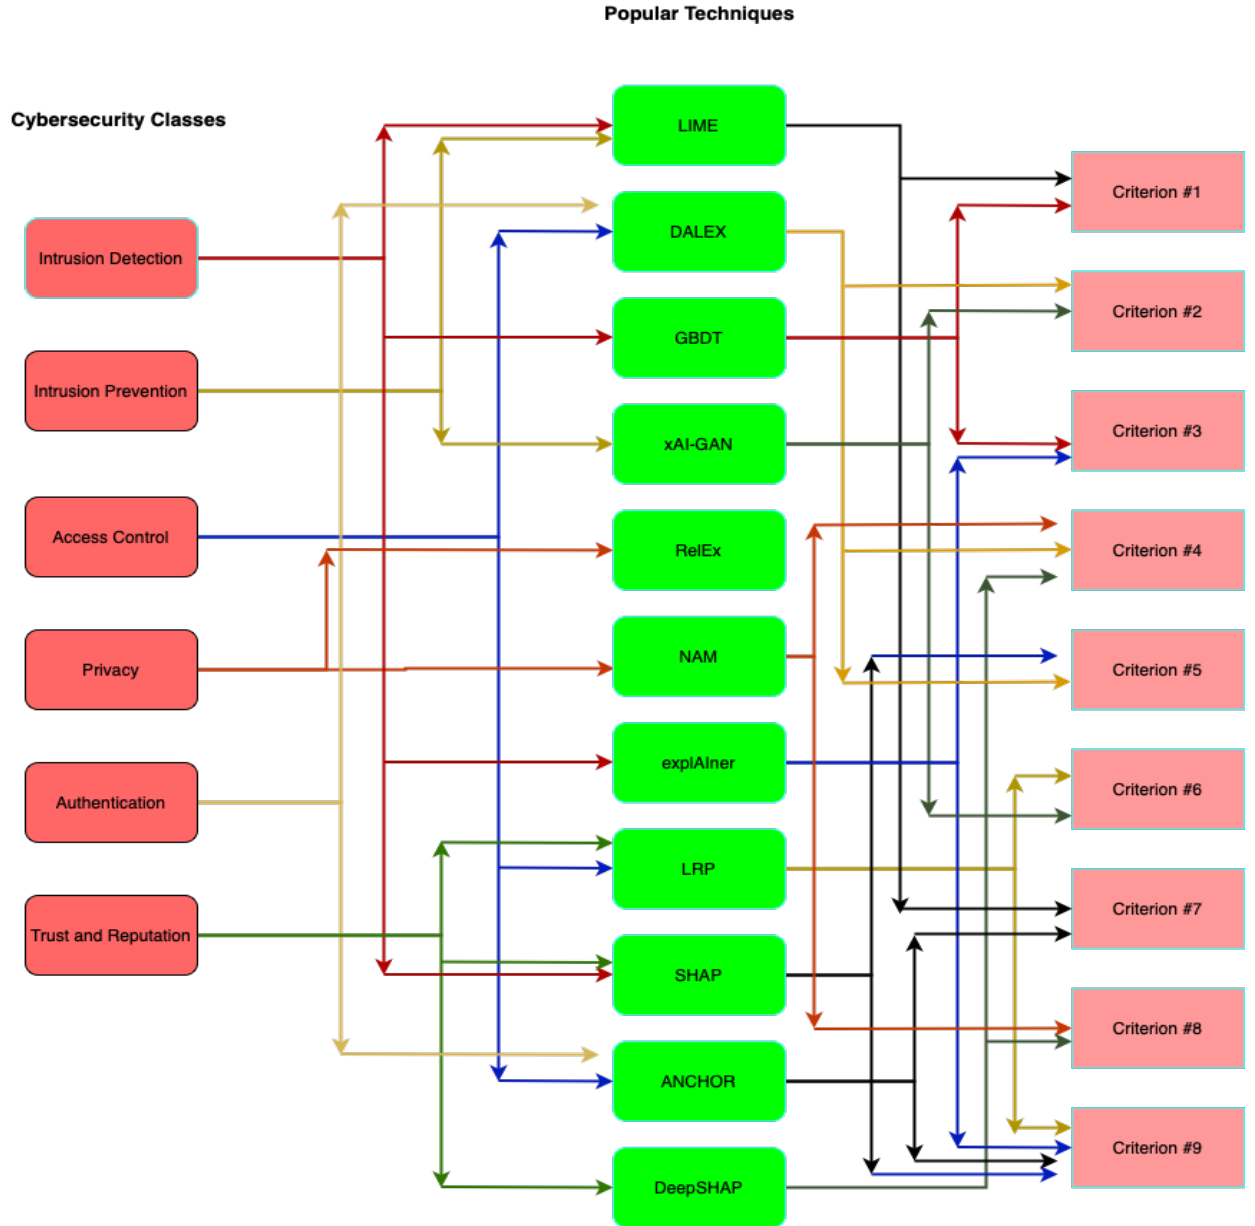 Popular Techniques
Cybersecurity Classes
Intrusion Detection
Intrusion Prevention
Access Control
Privacy
Authentication
Trust and Reputation
LIME
DALEX
GBDT
xAI-GAN
RelEx
NAM
explAIner
LRP
SHAP
ANCHOR
DeepSHAP
Criterion #1
Criterion #2
Criterion #3
Criterion #4
Criterion #5
Criterion #6
Criterion #7
Criterion #8
Criterion #9